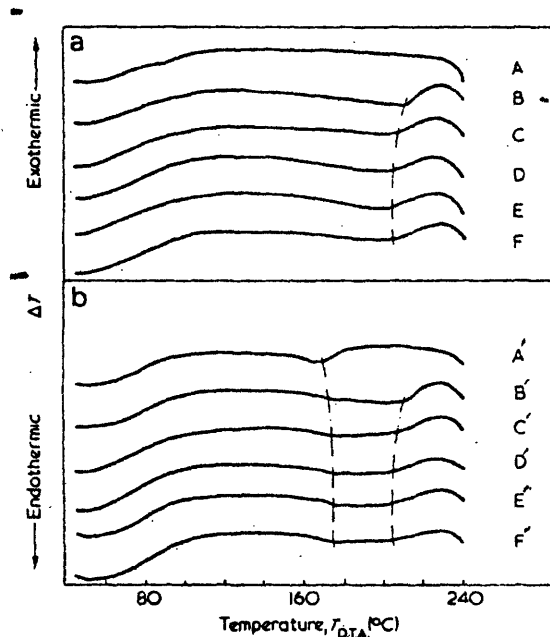 a
Exothermic
A
B
C
D
E
F
b
ΔT
Endothermic
A′
B′
C′
D′
E′
F′
80
160
240
Temperature, T_DTA (°C)